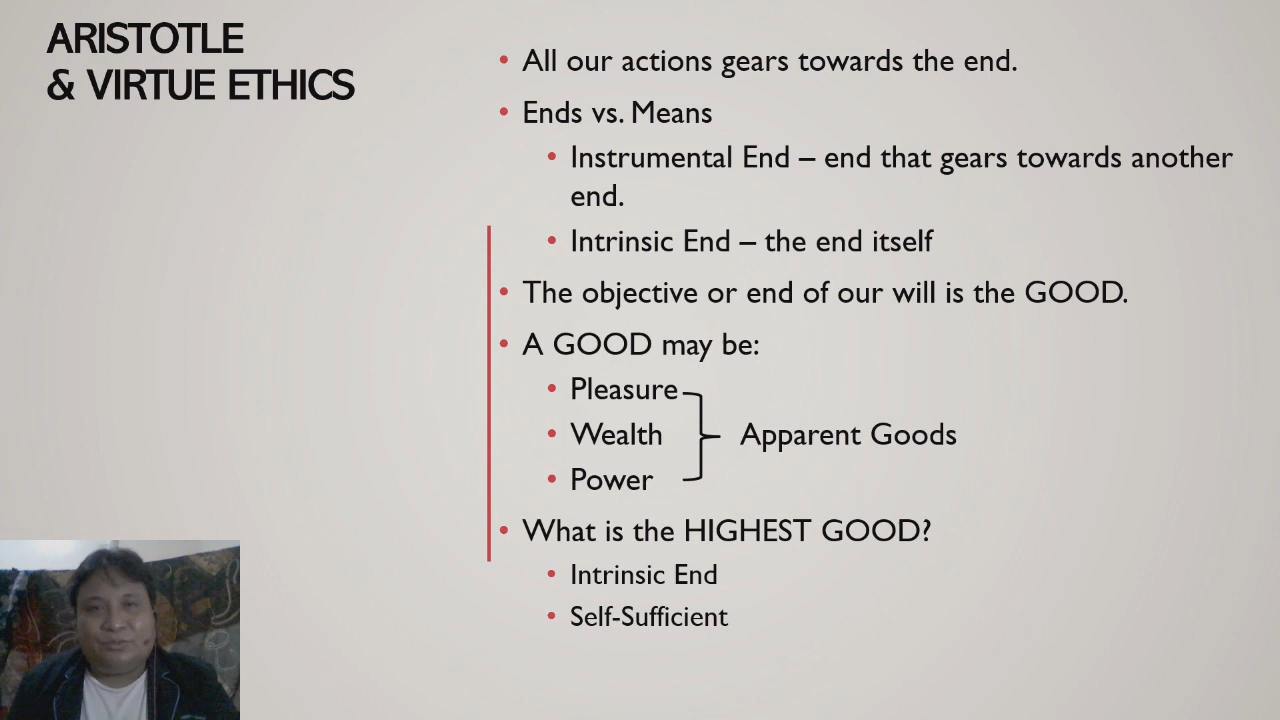 ARISTOTLE
& VIRTUE ETHICS
• All our actions gears towards the end.
• Ends vs. Means
• Instrumental End – end that gears towards another
end.
• Intrinsic End – the end itself
• The objective or end of our will is the GOOD.
• A GOOD may be:
• Pleasure
• Wealth
• Power
Apparent Goods
• What is the HIGHEST GOOD?
• Intrinsic End
• Self-Sufficient